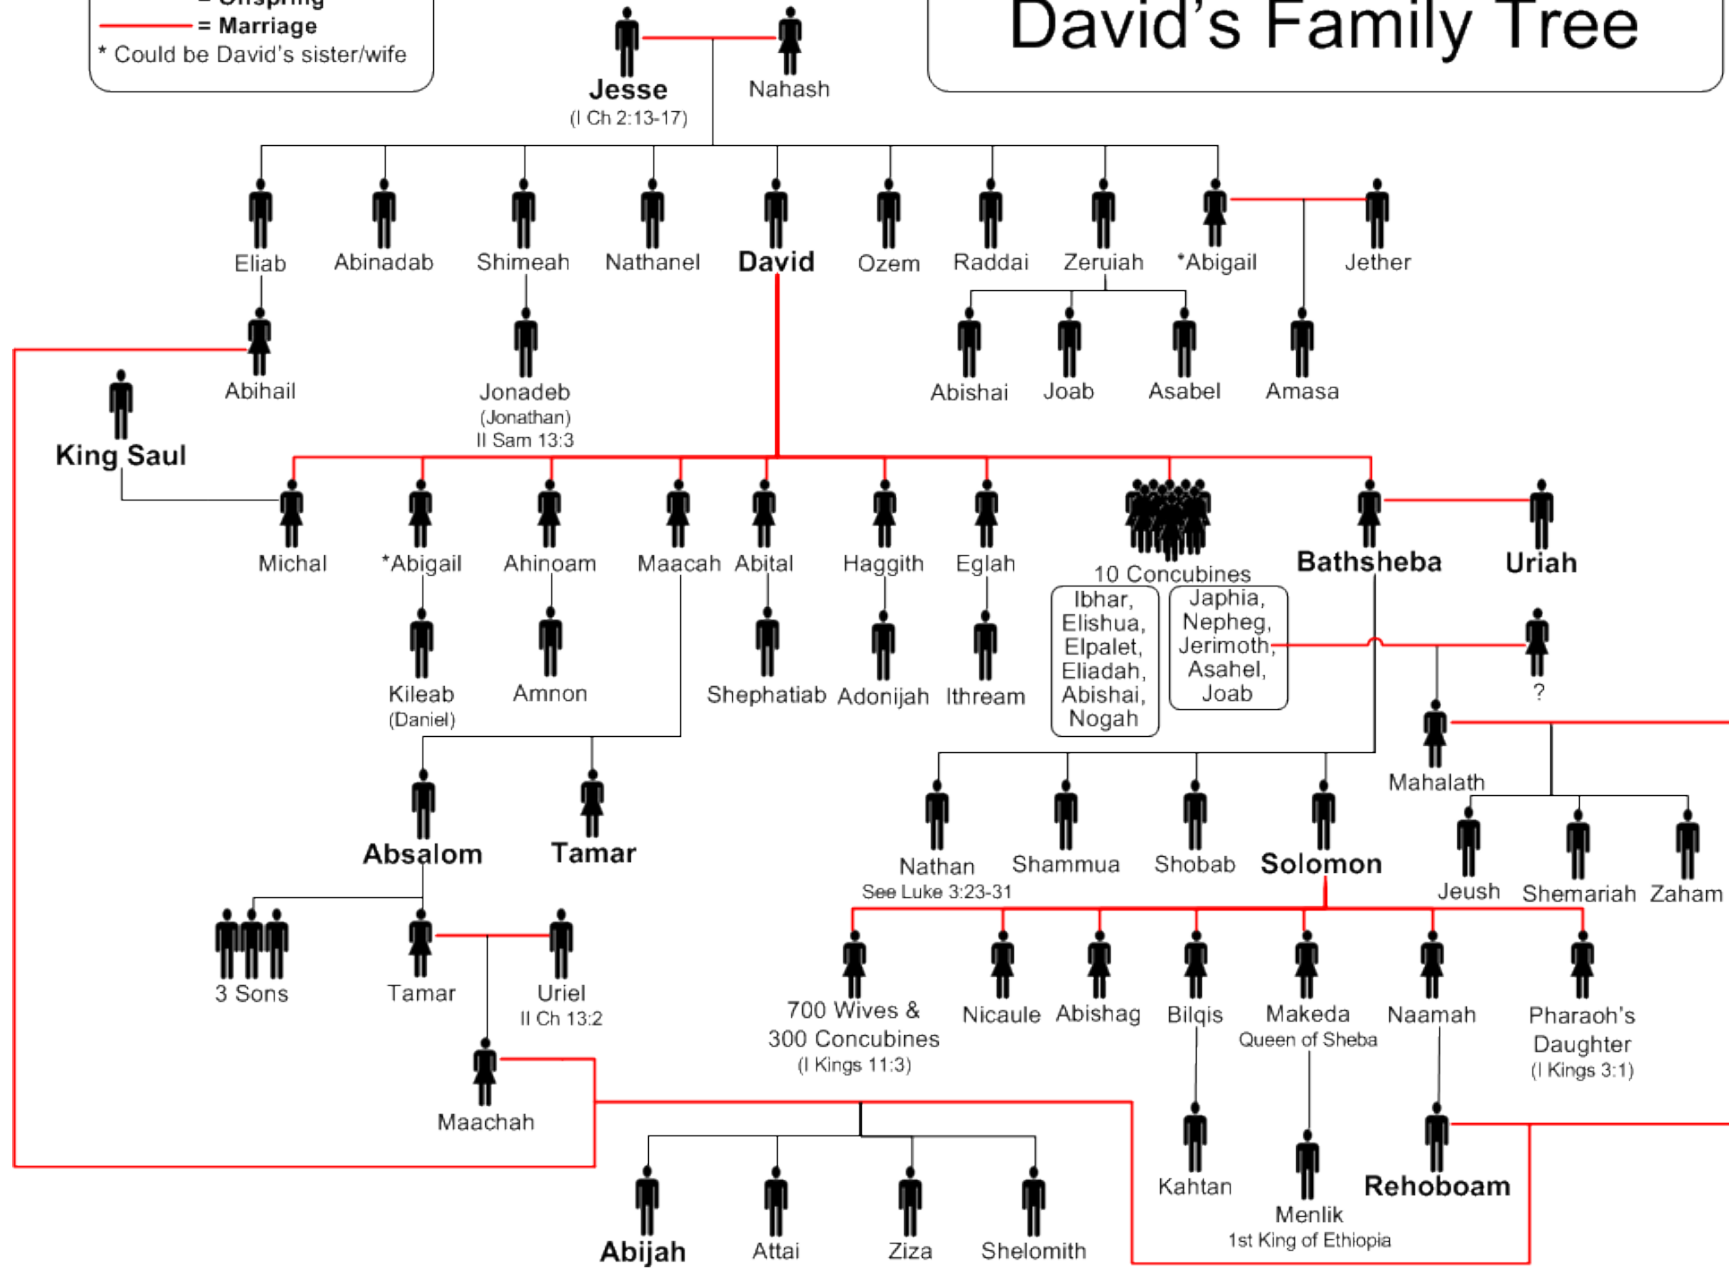 = Offspring
= Marriage
* Could be David's sister/wife
David's Family Tree
Jesse
(I Ch 2:13-17)
Nahash
Eliab
Abinadab
Shimeah
Nathanel
David
Ozem
Raddai
Zeruiah
*Abigail
Jether
Abihail
Jonadeb
(Jonathan)
II Sam 13:3
Abishai
Joab
Asabel
Amasa
King Saul
Michal
*Abigail
Ahinoam
Maacah
Abital
Haggith
Eglah
10 Concubines
Bathsheba
Uriah
Ibhar,
Elishua,
Elpalet,
Eliadah,
Abishai,
Nogah
Japhia,
Nepheg,
Jerimoth,
Asahel,
Joab
?
Kileab
(Daniel)
Amnon
Shephatiab
Adonijah
Ithream
Mahalath
Absalom
Tamar
Nathan
See Luke 3:23-31
Shammua
Shobab
Solomon
Jeush
Shemariah
Zaham
3 Sons
Tamar
Uriel
II Ch 13:2
700 Wives &
300 Concubines
(I Kings 11:3)
Nicaule
Abishag
Bilqis
Makeda
Queen of Sheba
Naamah
Pharaoh's
Daughter
(I Kings 3:1)
Maachah
Kahtan
Menlik
1st King of Ethiopia
Rehoboam
Abijah
Attai
Ziza
Shelomith